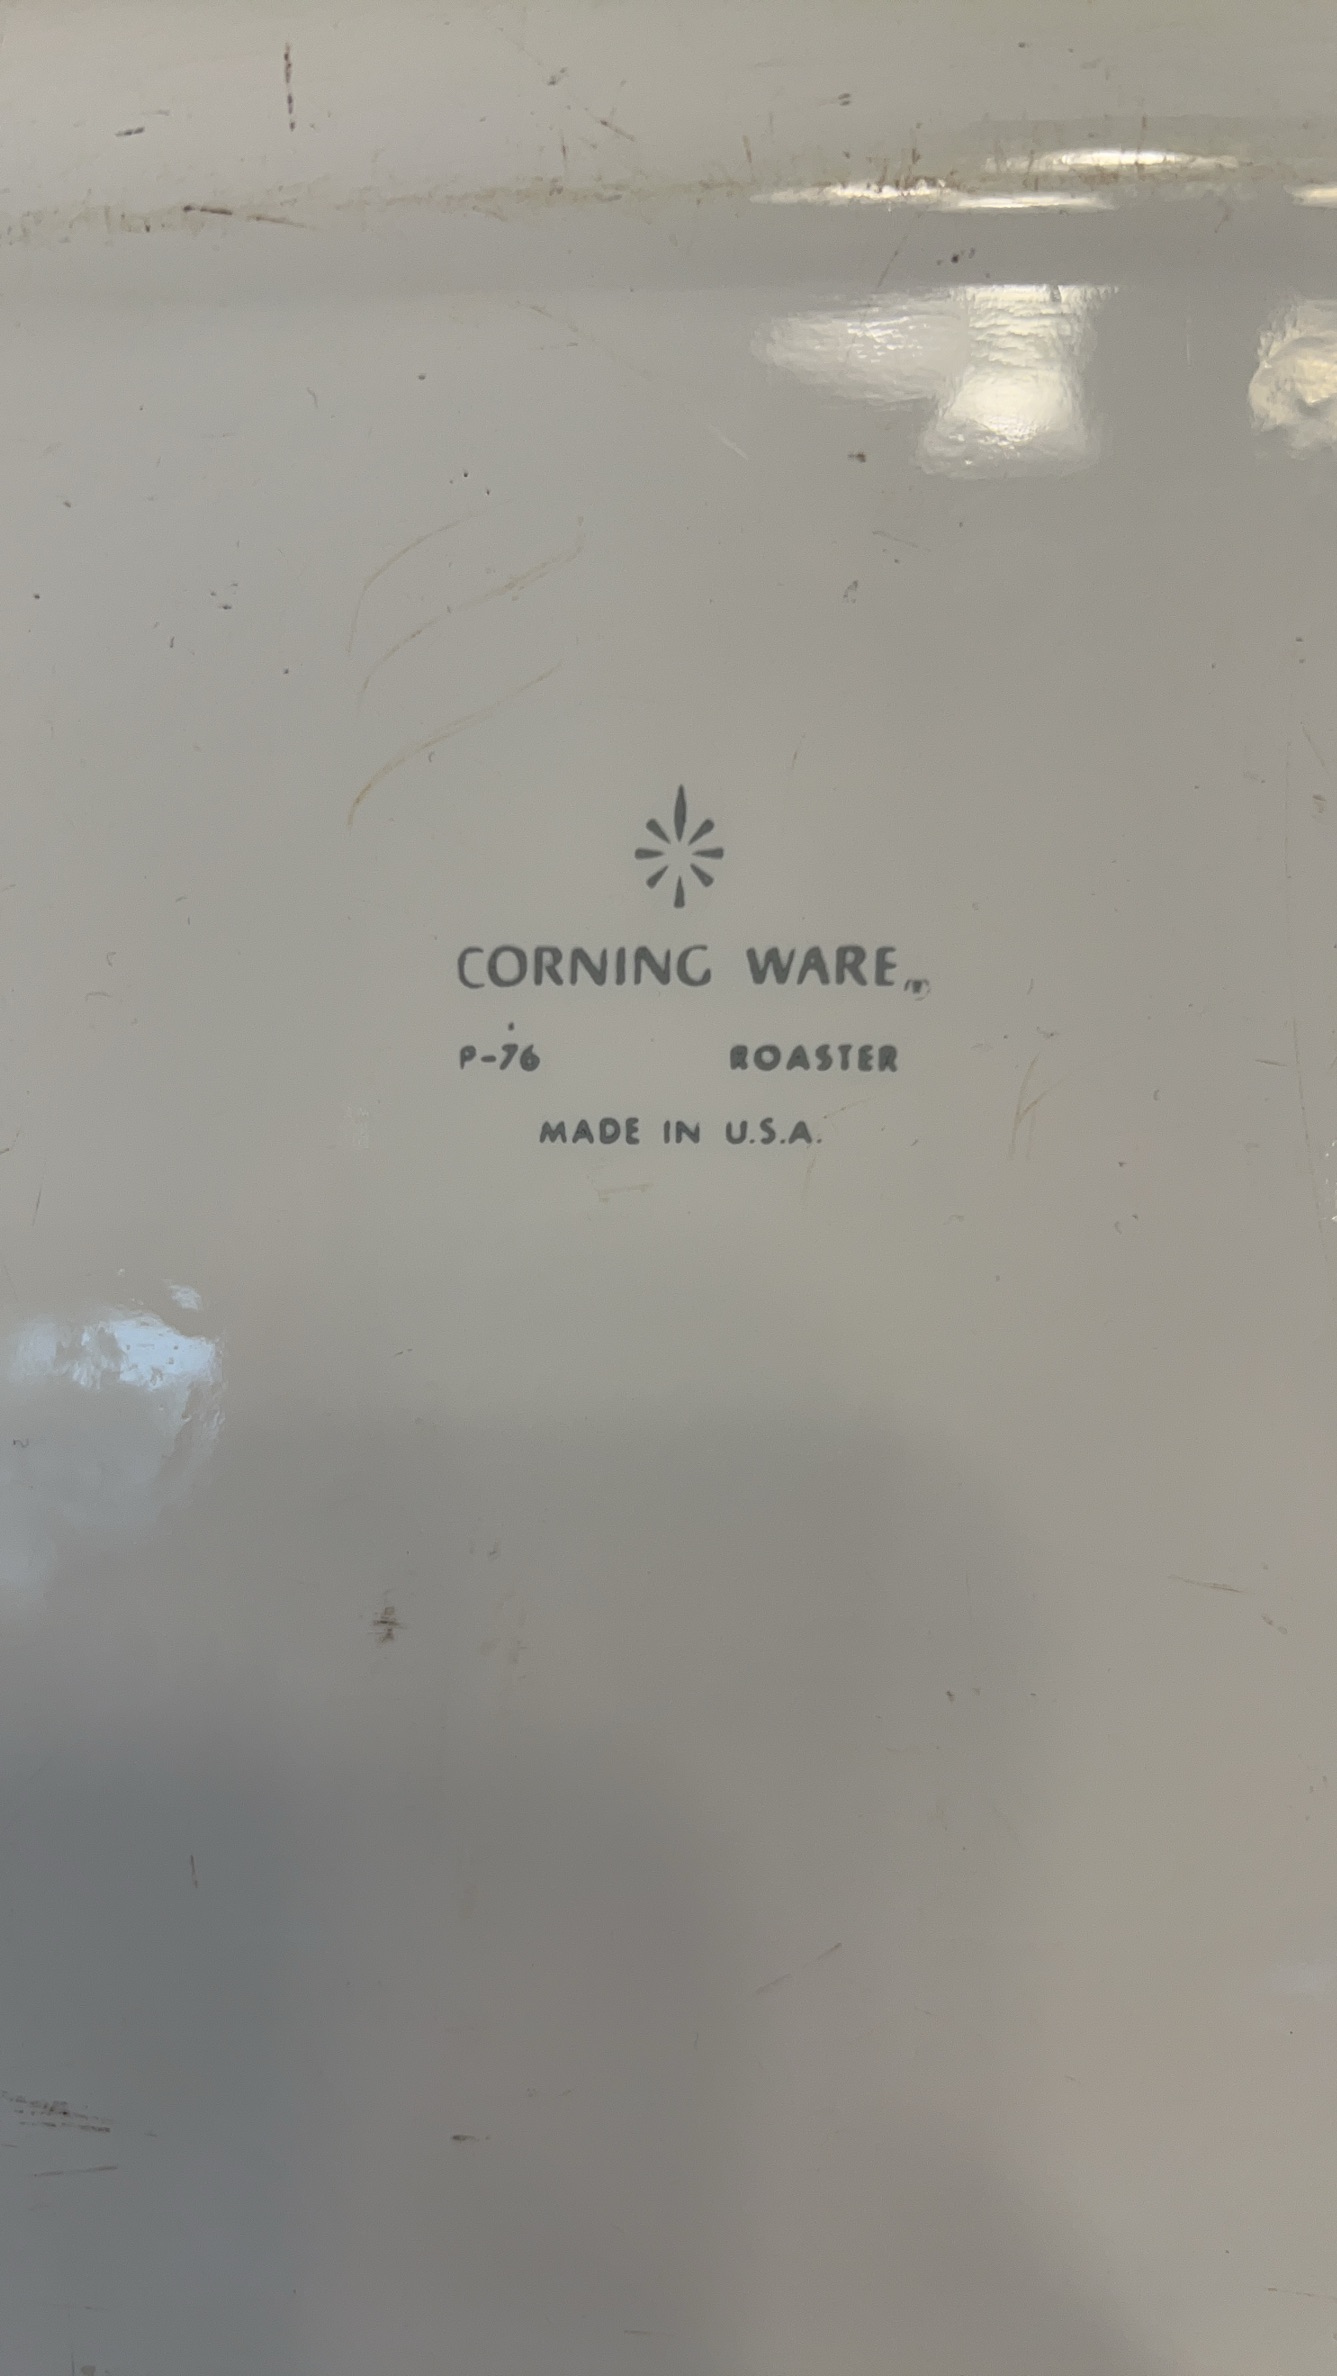 CORNING WARE
P-76 ROASTER
MADE IN U.S.A.